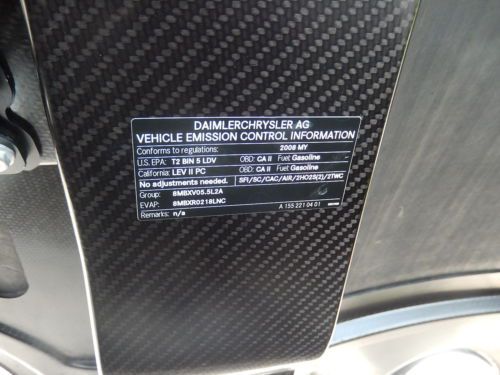 DAIMLERCHRYSLER AG
VEHICLE EMISSION CONTROL INFORMATION
Conforms to regulations: 2008 MY
U.S. EPA: T2 BIN 5 LDV OBD: CA II Fuel: Gasoline
California: LEV II PC OBD: CA II Fuel: Gasoline
No adjustments needed. SFI/SC/CAC/AIR/2HO2S(2)/2TWC
Group: 8MBXV05.5L2A
EVAP: 8MBXR0218LNC
Remarks: n/a A 155 221 04 01